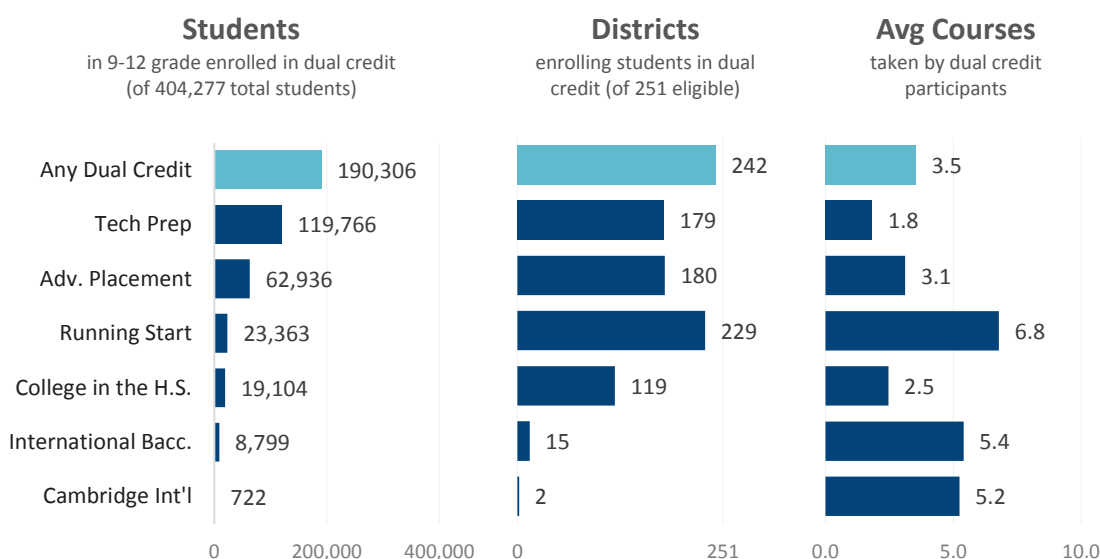 Students
in 9-12 grade enrolled in dual credit
(of 404,277 total students)
Districts
enrolling students in dual
credit (of 251 eligible)
Avg Courses
taken by dual credit
participants
Any Dual Credit 190,306 242 3.5
Tech Prep 119,766 179 1.8
Adv. Placement 62,936 180 3.1
Running Start 23,363 229 6.8
College in the H.S. 19,104 119 2.5
International Bacc. 8,799 15 5.4
Cambridge Int'l 722 2 5.2
0 200,000 400,000 0 251 0.0 5.0 10.0